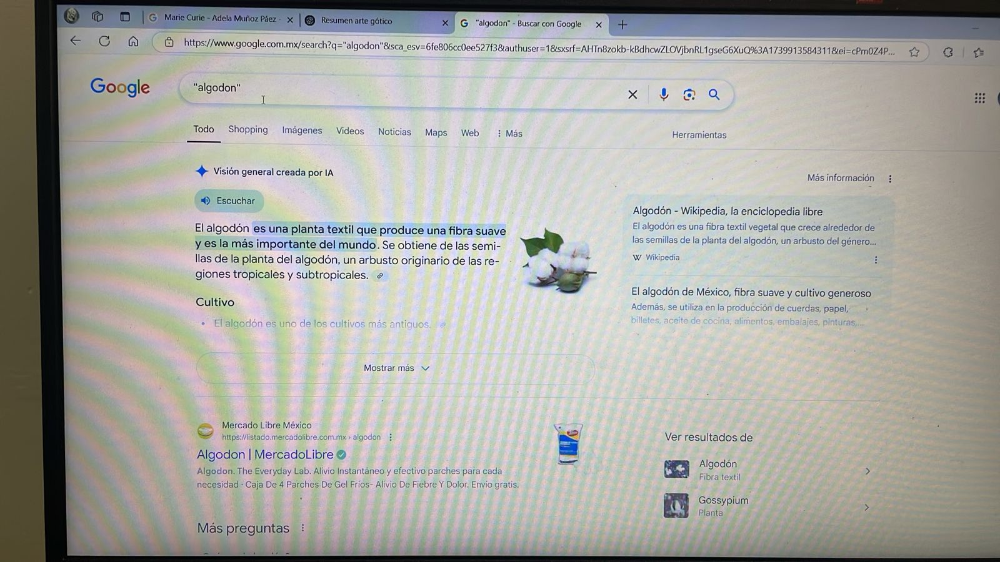 Marie Curie - Adela Muñoz Páez -
Resumen arte gótico
"algodon" - Buscar con Google
https://www.google.com.mx/search?q="algodon"&sca_esv=6fe806cc0ee527f3&authuser=1&sxsrf=AHTn8zokb-kBdhcwZLOVjbnRL1gseG6XuQ%3A1739913584311&ei=cPm0Z4P...
Google
"algodon"
Todo Shopping Imágenes Videos Noticias Maps Web Más
Herramientas
Visión general creada por IA
Más información
Escuchar
El algodón es una planta textil que produce una fibra suave
y es la más importante del mundo. Se obtiene de las semi-
llas de la planta del algodón, un arbusto originario de las re-
giones tropicales y subtropicales.
Cultivo
• El algodón es uno de los cultivos más antiguos.
Algodón - Wikipedia, la enciclopedia libre
El algodón es una fibra textil vegetal que crece alrededor de
las semillas de la planta del algodón, un arbusto del género...
W Wikipedia
El algodón de México, fibra suave y cultivo generoso
Además, se utiliza en la producción de cuerdas, papel,
billetes, aceite de cocina, alimentos, embalajes, pinturas,...
Mostrar más
Mercado Libre México
https://listado.mercadolibre.com.mx › algodon
Algodon | MercadoLibre
Algodon. The Everyday Lab. Alivio Instantáneo y efectivo parches para cada
necesidad · Caja De 4 Parches De Gel Fríos- Alivio De Fiebre Y Dolor. Envío gratis.
Ver resultados de
Algodón
Fibra textil
Gossypium
Planta
Más preguntas